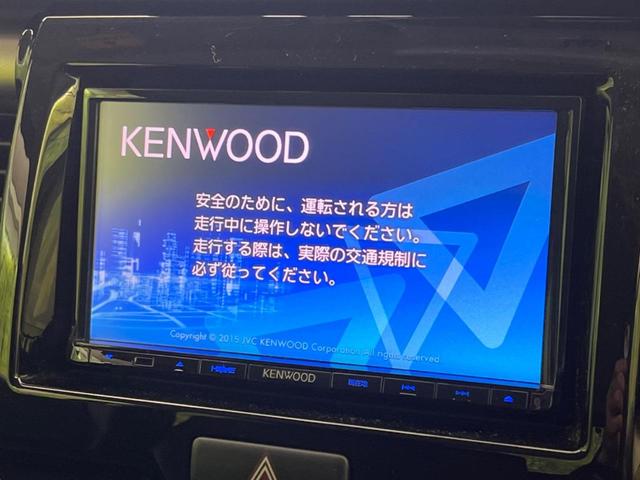 KENWOOD
安全のために、運転される方は
走行中に操作しないでください。
走行する際は、実際の交通規制に
必ず従ってください。
Copyright © 2015 JVC KENWOOD Corporation All rights reserved
KENWOOD
現在地